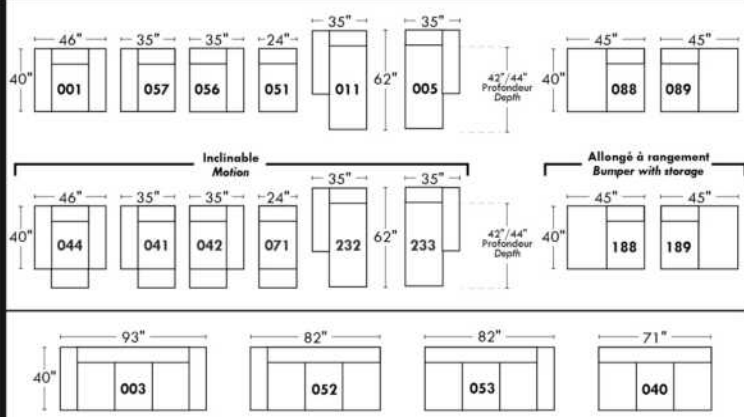 46" 35" 35" 24" 35" 35" 45" 45"
40" 001 057 056 051 011 62" 005 42"/44" 40" 088 089
Profondeur
Depth
Inclinable
Motion
Allongé à rangement
Bumper with storage
46" 35" 35" 24" 35" 35" 45" 45"
40" 044 041 042 071 232 62" 233 42"/44" 40" 188 189
Profondeur
Depth
93" 82" 82" 71"
40" 003 052 053 040